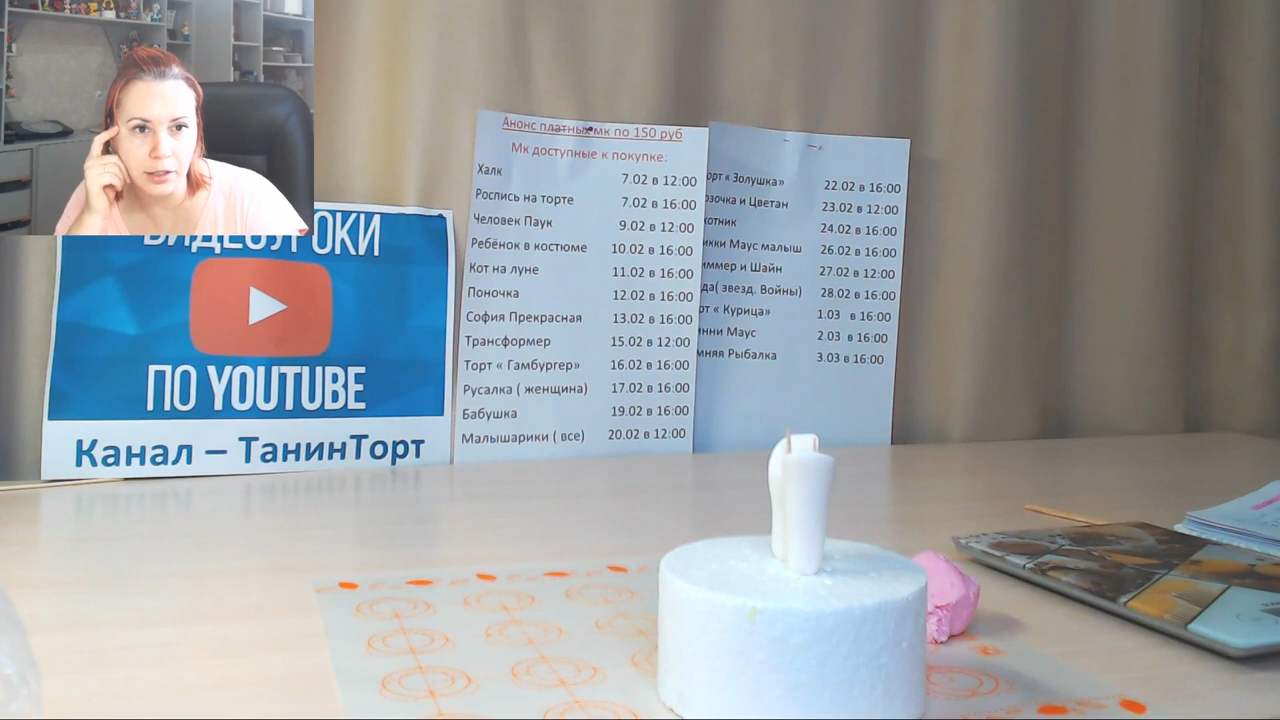 ВИДЕОУРОКИ
ПО YOUTUBE
Канал – ТанинТорт
Анонс платных мк по 150 руб
Мк доступные к покупке:
Халк 7.02 в 12:00
Роспись на торте 7.02 в 16:00
Человек Паук 9.02 в 12:00
Ребёнок в костюме 10.02 в 16:00
Кот на луне 11.02 в 16:00
Поночка 12.02 в 16:00
София Прекрасная 13.02 в 16:00
Трансформер 15.02 в 12:00
Торт « Гамбургер» 16.02 в 16:00
Русалка ( женщина) 17.02 в 16:00
Бабушка 19.02 в 16:00
Малышарики ( все) 20.02 в 12:00
орт « Золушка» 22.02 в 16:00
озочка и Цветан 23.02 в 12:00
котник 24.02 в 16:00
икки Маус малыш 26.02 в 16:00
иммер и Шайн 27.02 в 12:00
да( звезд. Войны) 28.02 в 16:00
рт « Курица» 1.03 в 16:00
нни Маус 2.03 в 16:00
мняя Рыбалка 3.03 в 16:00